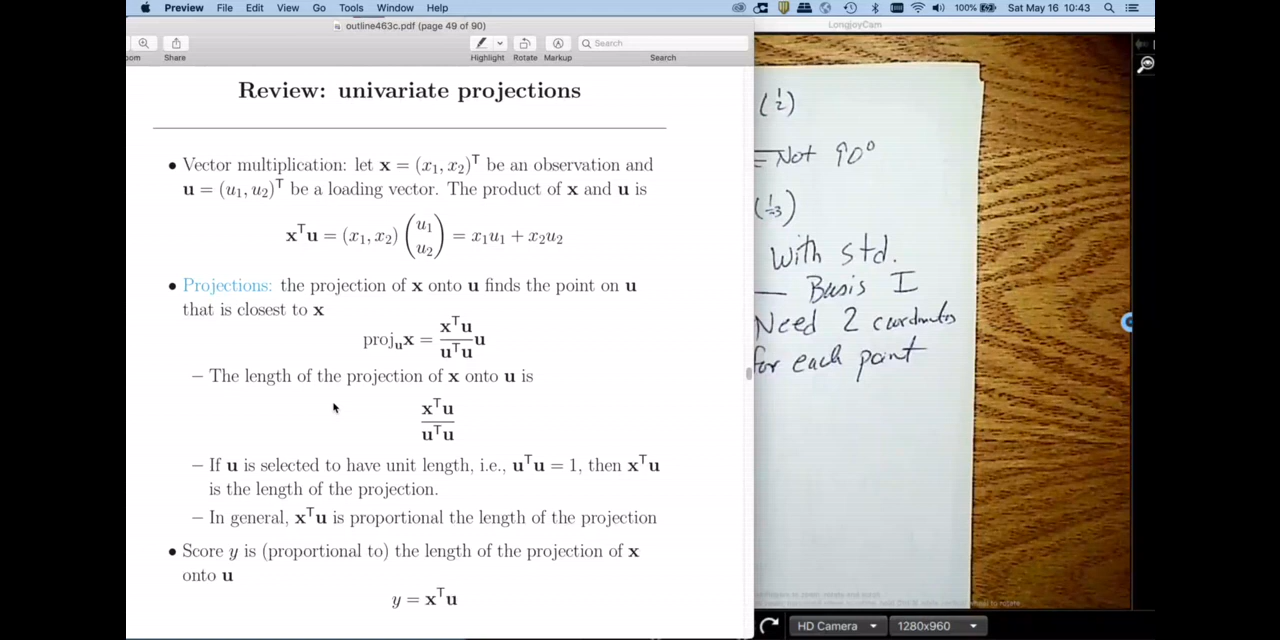 Preview File Edit View Go Tools Window Help 100% Sat May 16 10:43
outline463c.pdf (page 49 of 90)
LongjoyCam
oom Share Highlight Rotate Markup Search
Search
Review: univariate projections
• Vector multiplication: let x = (x₁, x₂)ᵀ be an observation and
u = (u₁, u₂)ᵀ be a loading vector. The product of x and u is
xᵀu = (x₁, x₂) (u₁ u₂) = x₁u₁ + x₂u₂
• Projections: the projection of x onto u finds the point on u
that is closest to x
projᵤx = xᵀu / uᵀu u
– The length of the projection of x onto u is
xᵀu
uᵀu
– If u is selected to have unit length, i.e., uᵀu = 1, then xᵀu
is the length of the projection.
– In general, xᵀu is proportional the length of the projection
• Score y is (proportional to) the length of the projection of x
onto u
y = xᵀu
(1 2)
= Not 90°
(1 -3)
With std.
Basis I
Need 2 coordinates
for each point
HD Camera 1280x960